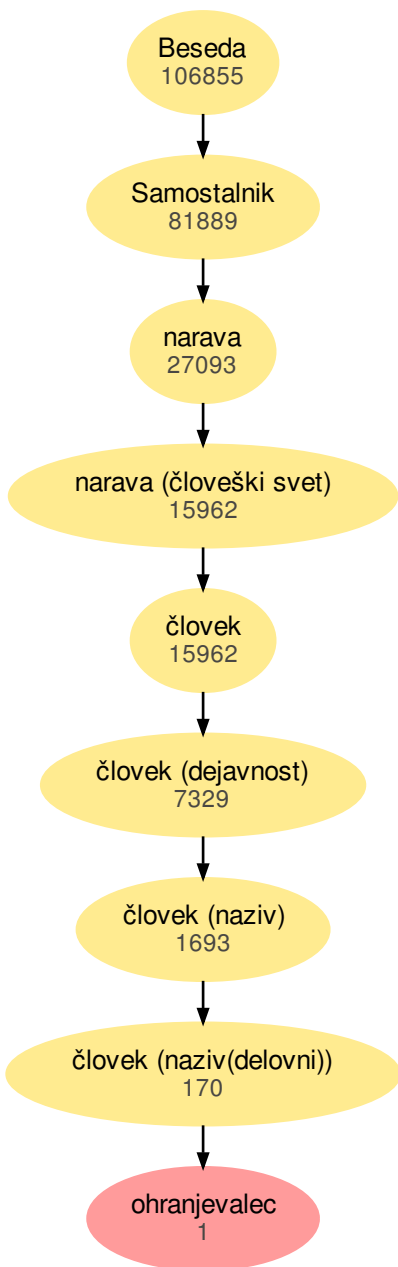 Beseda
106855
Samostalnik
81889
narava
27093
narava (človeški svet)
15962
človek
15962
človek (dejavnost)
7329
človek (naziv)
1693
človek (naziv(delovni))
170
ohranjevalec
1